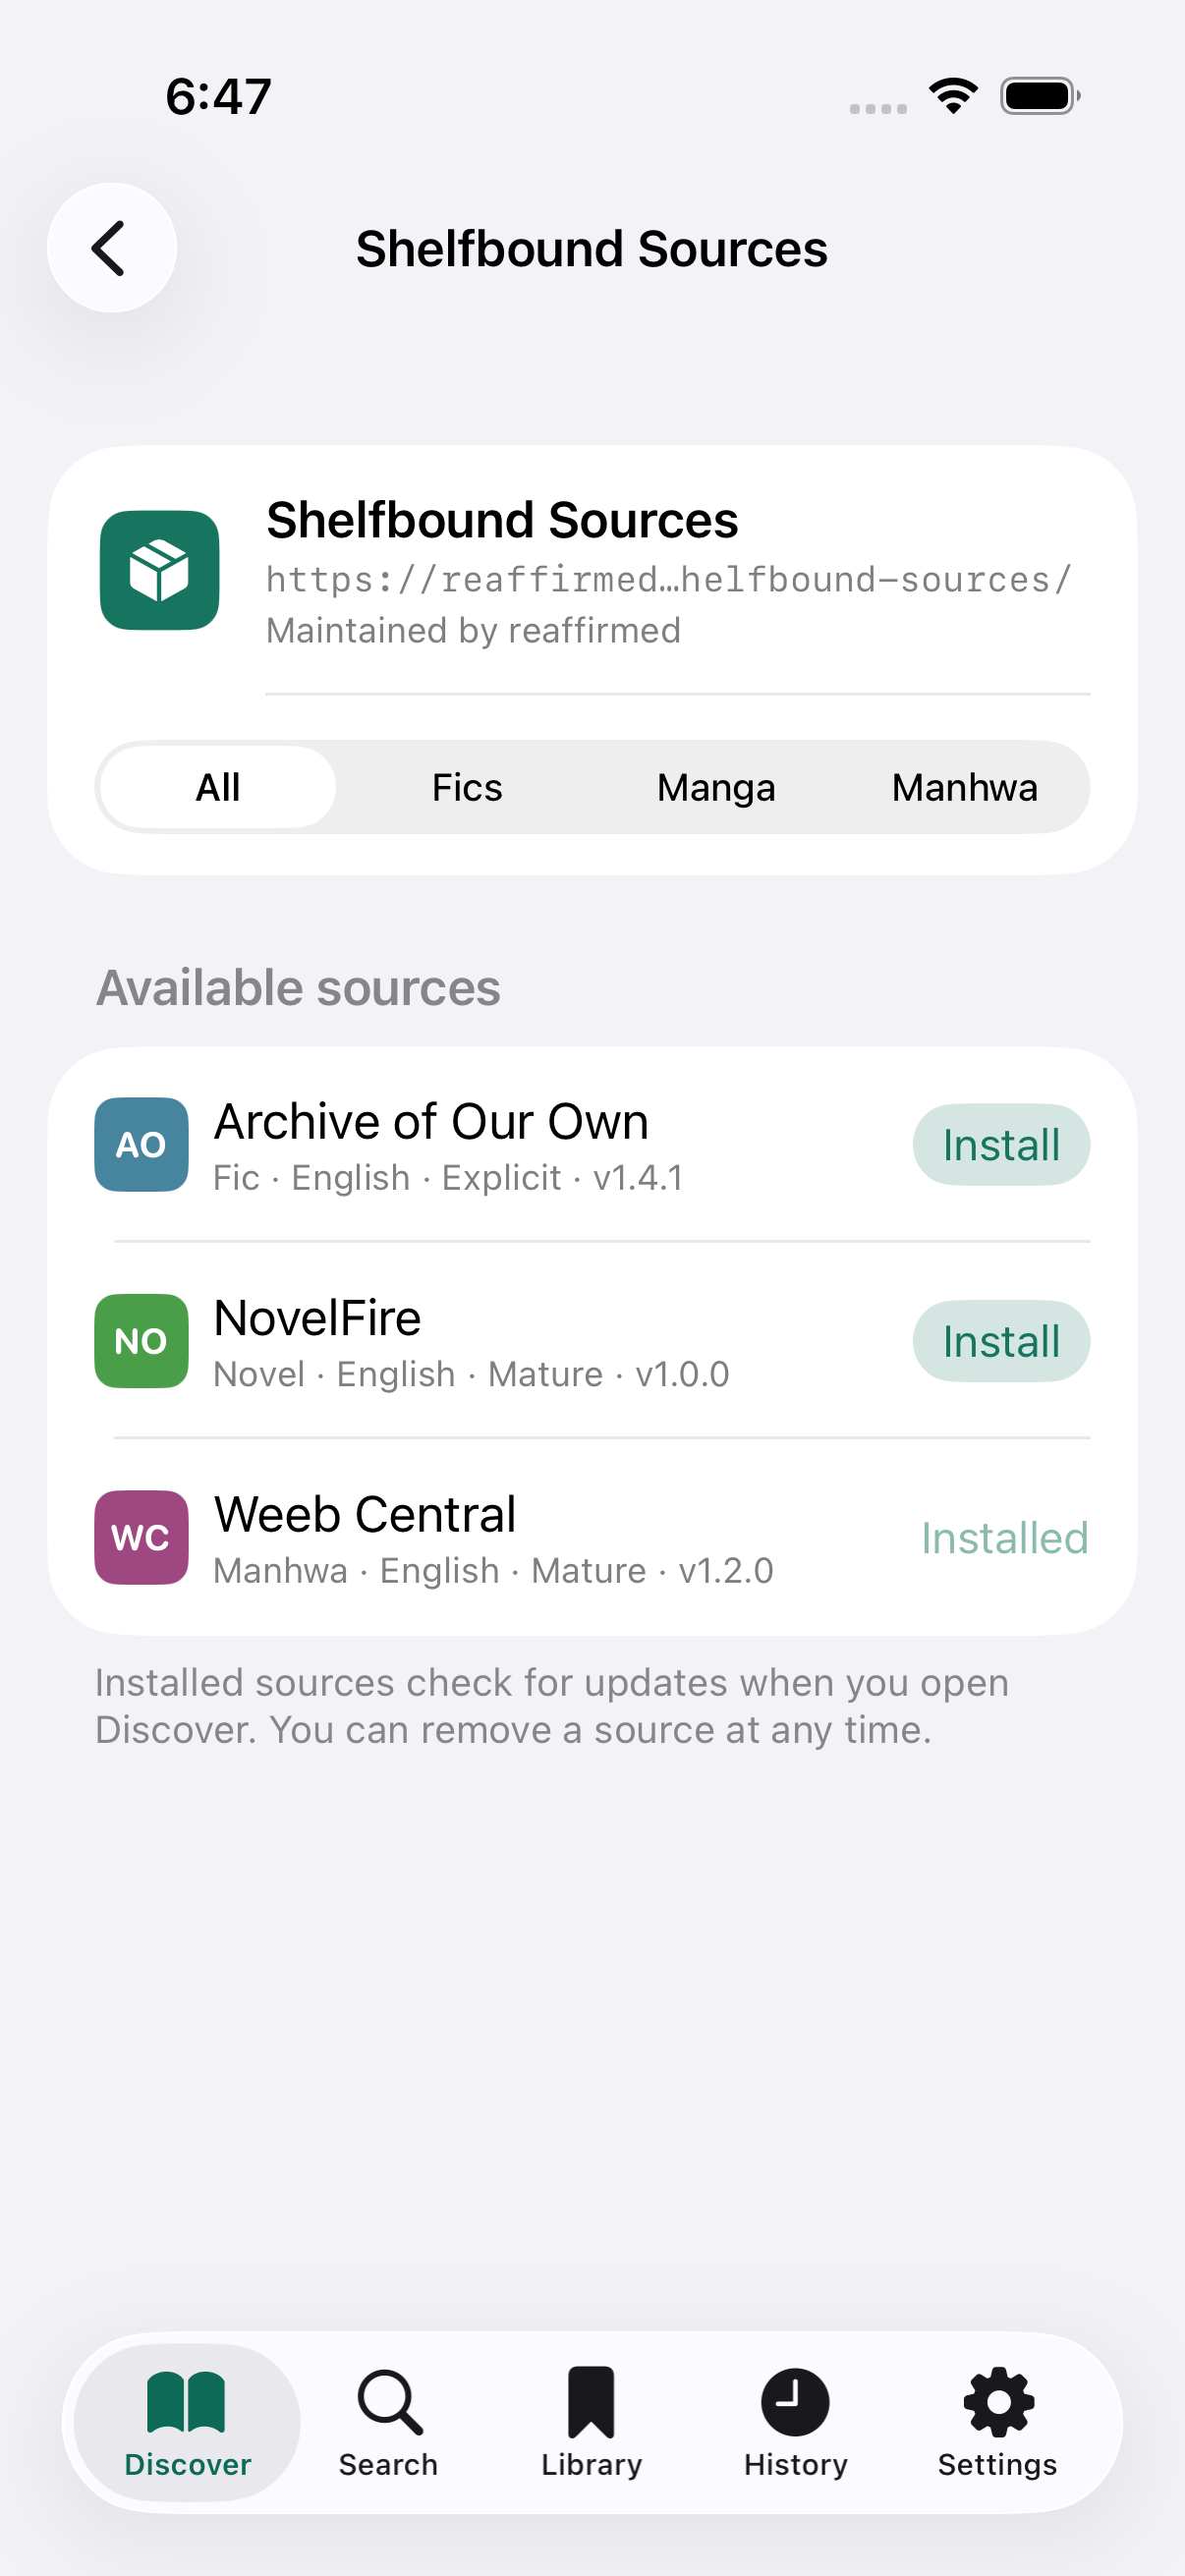 6:47
Shelfbound Sources
Shelfbound Sources
https://reaffirmed…helfbound-sources/
Maintained by reaffirmed
All
Fics
Manga
Manhwa
Available sources
AO
Archive of Our Own
Fic · English · Explicit · v1.4.1
Install
NO
NovelFire
Novel · English · Mature · v1.0.0
Install
WC
Weeb Central
Manhwa · English · Mature · v1.2.0
Installed
Installed sources check for updates when you open
Discover. You can remove a source at any time.
Discover
Search
Library
History
Settings